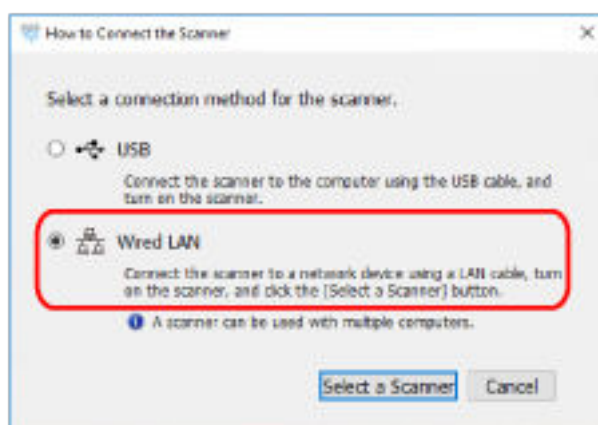 How to Connect the Scanner
Select a connection method for the scanner.
USB
Connect the scanner to the computer using the USB cable, and
turn on the scanner.
Wired LAN
Connect the scanner to a network device using a LAN cable, turn
on the scanner, and click the [Select a Scanner] button.
A scanner can be used with multiple computers.
Select a Scanner Cancel